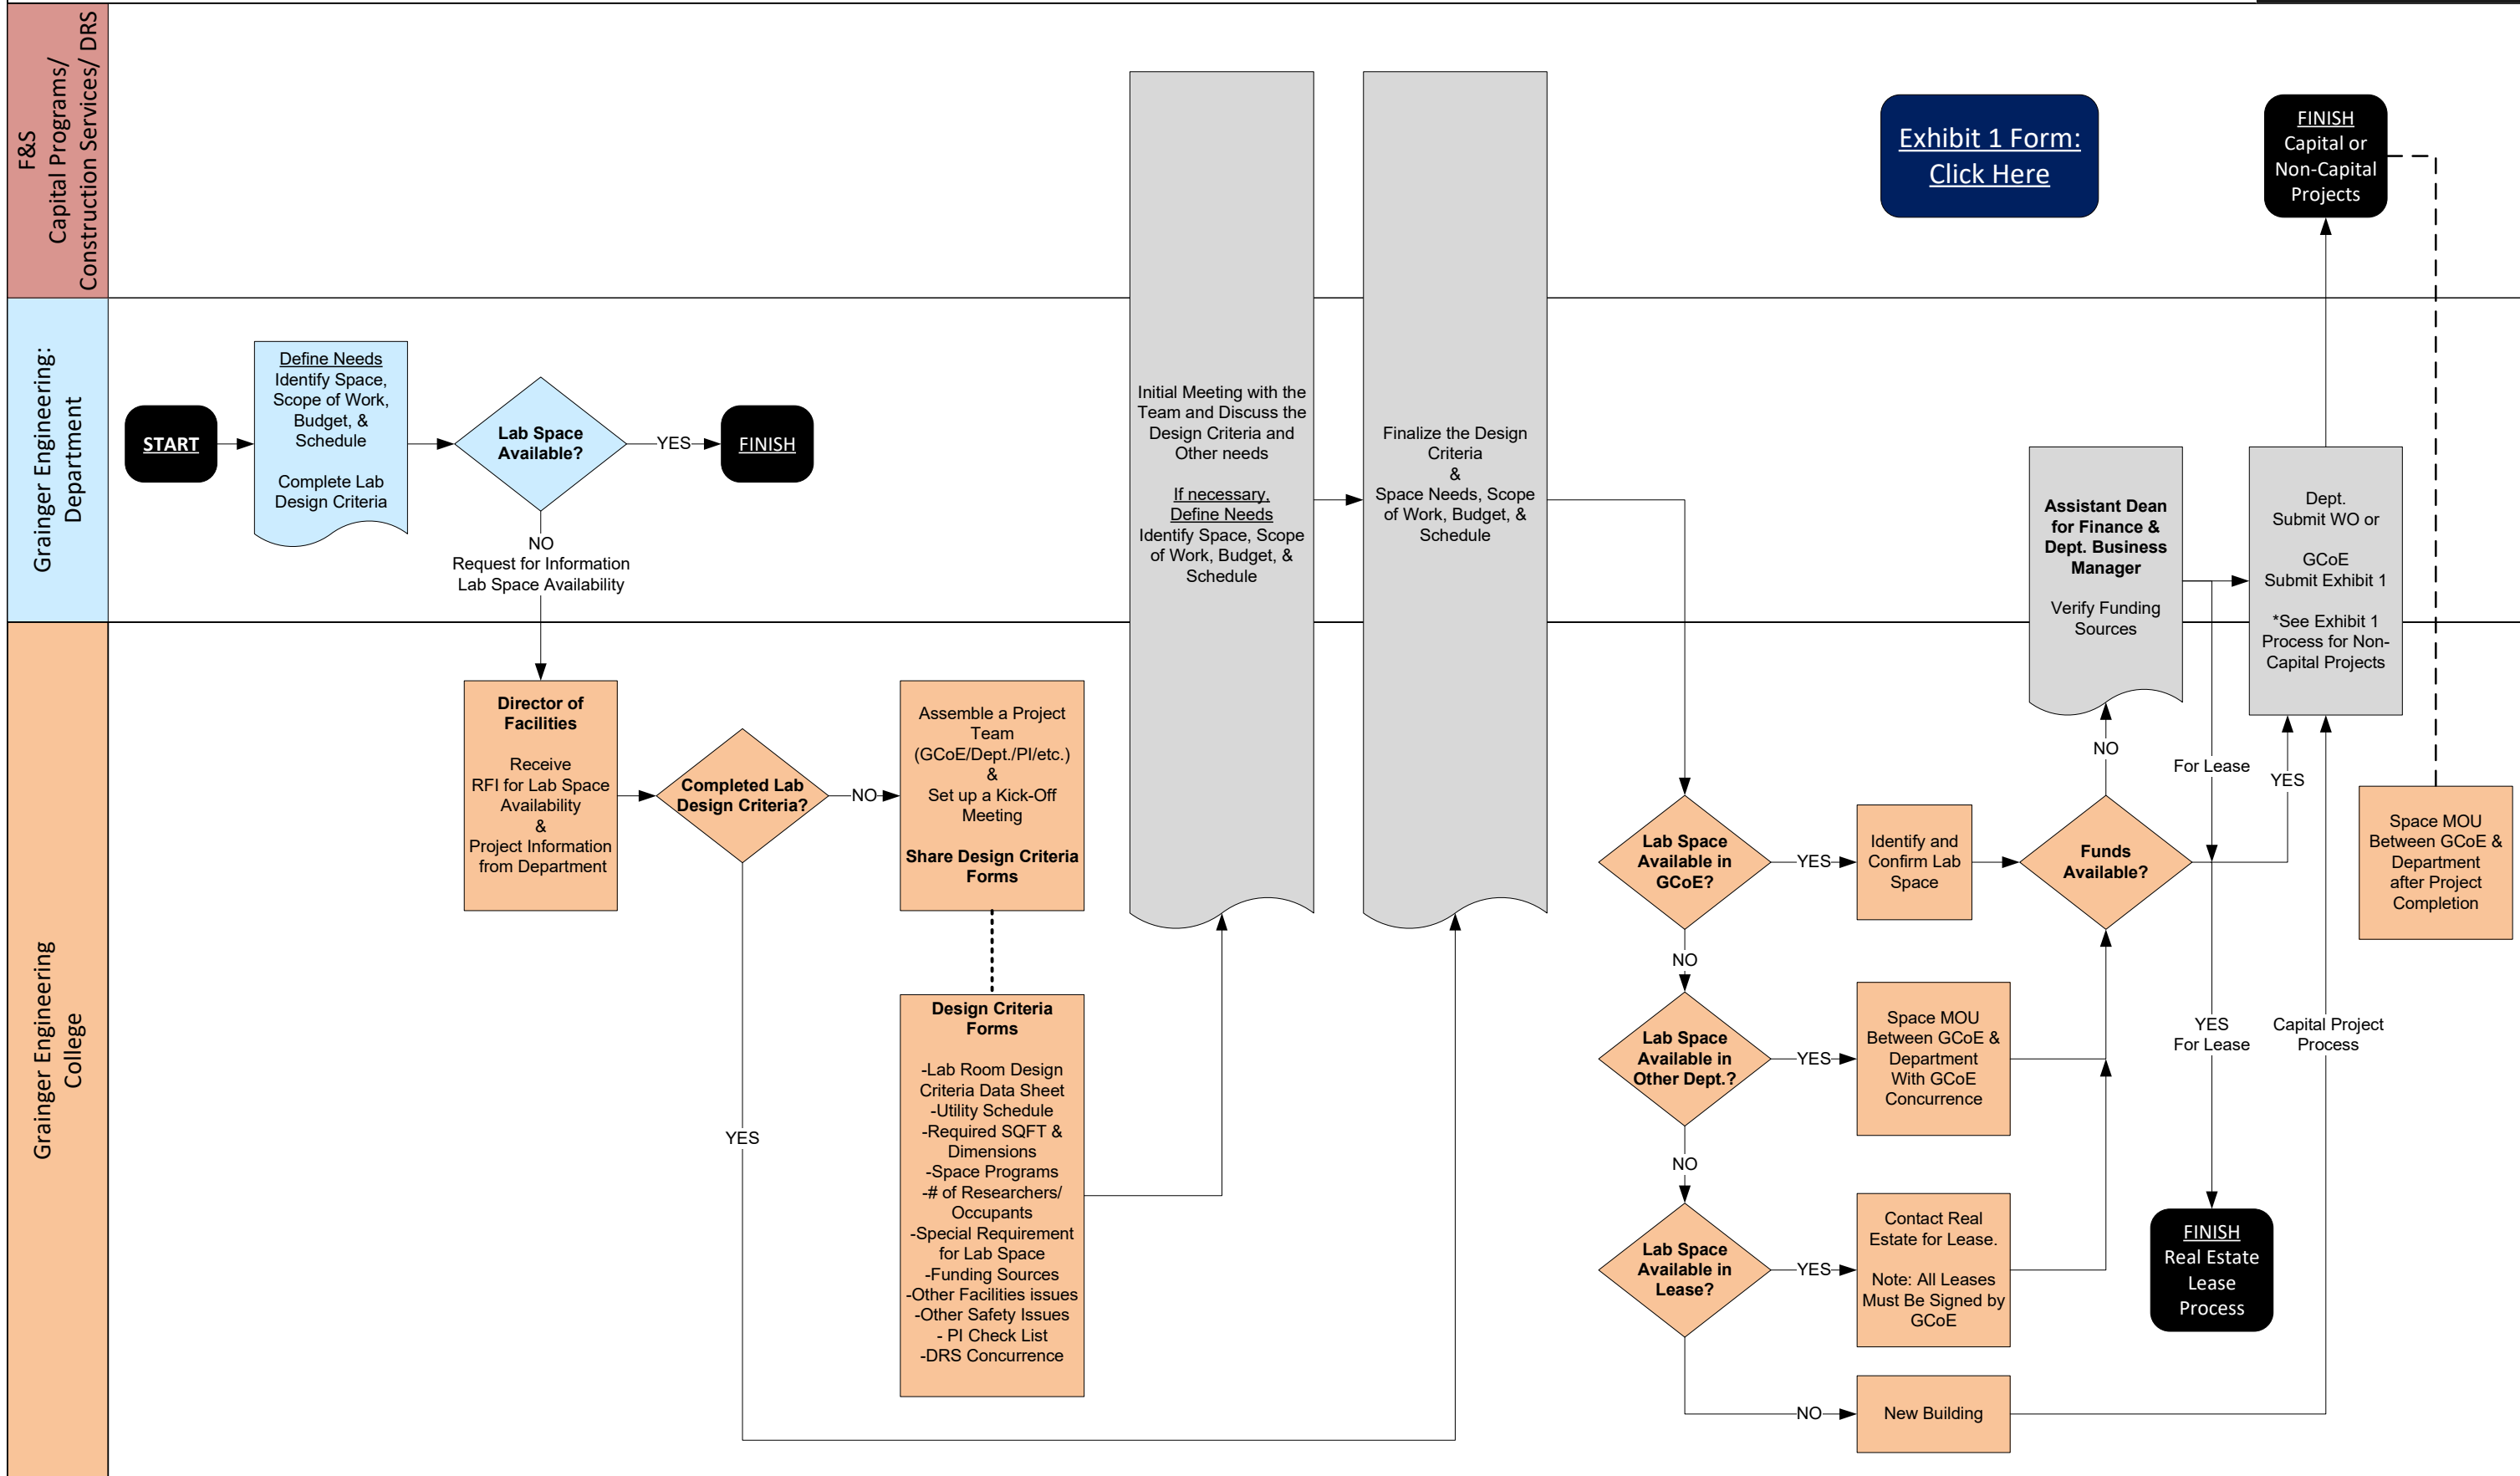 F&S
Capital Programs/
Construction Services/ DRS
Exhibit 1 Form:
Click Here
FINISH
Capital or
Non-Capital
Projects
Grainger Engineering:
Department
START
Define Needs
Identify Space,
Scope of Work,
Budget, &
Schedule
Complete Lab
Design Criteria
Lab Space
Available?
YES
FINISH
NO
Request for Information
Lab Space Availability
Initial Meeting with the
Team and Discuss the
Design Criteria and
Other needs
If necessary,
Define Needs
Identify Space, Scope
of Work, Budget, &
Schedule
Finalize the Design
Criteria
&
Space Needs, Scope
of Work, Budget, &
Schedule
Assistant Dean
for Finance &
Dept. Business
Manager
Verify Funding
Sources
Dept.
Submit WO or
GCoE
Submit Exhibit 1
*See Exhibit 1
Process for Non-
Capital Projects
Grainger Engineering
College
Director of
Facilities
Receive
RFI for Lab Space
Availability
&
Project Information
from Department
Completed Lab
Design Criteria?
NO
YES
Assemble a Project
Team
(GCoE/Dept./PI/etc.)
&
Set up a Kick-Off
Meeting
Share Design Criteria
Forms
Design Criteria
Forms
-Lab Room Design
Criteria Data Sheet
-Utility Schedule
-Required SQFT &
Dimensions
-Space Programs
-# of Researchers/
Occupants
-Special Requirement
for Lab Space
-Funding Sources
-Other Facilities issues
-Other Safety Issues
- PI Check List
-DRS Concurrence
Lab Space
Available in
GCoE?
YES
Identify and
Confirm Lab
Space
Funds
Available?
NO
For Lease
YES
Space MOU
Between GCoE &
Department
after Project
Completion
NO
Lab Space
Available in
Other Dept.?
YES
Space MOU
Between GCoE &
Department
With GCoE
Concurrence
YES
For Lease
Capital Project
Process
NO
Lab Space
Available in
Lease?
YES
Contact Real
Estate for Lease.
Note: All Leases
Must Be Signed by
GCoE
FINISH
Real Estate
Lease
Process
NO
New Building